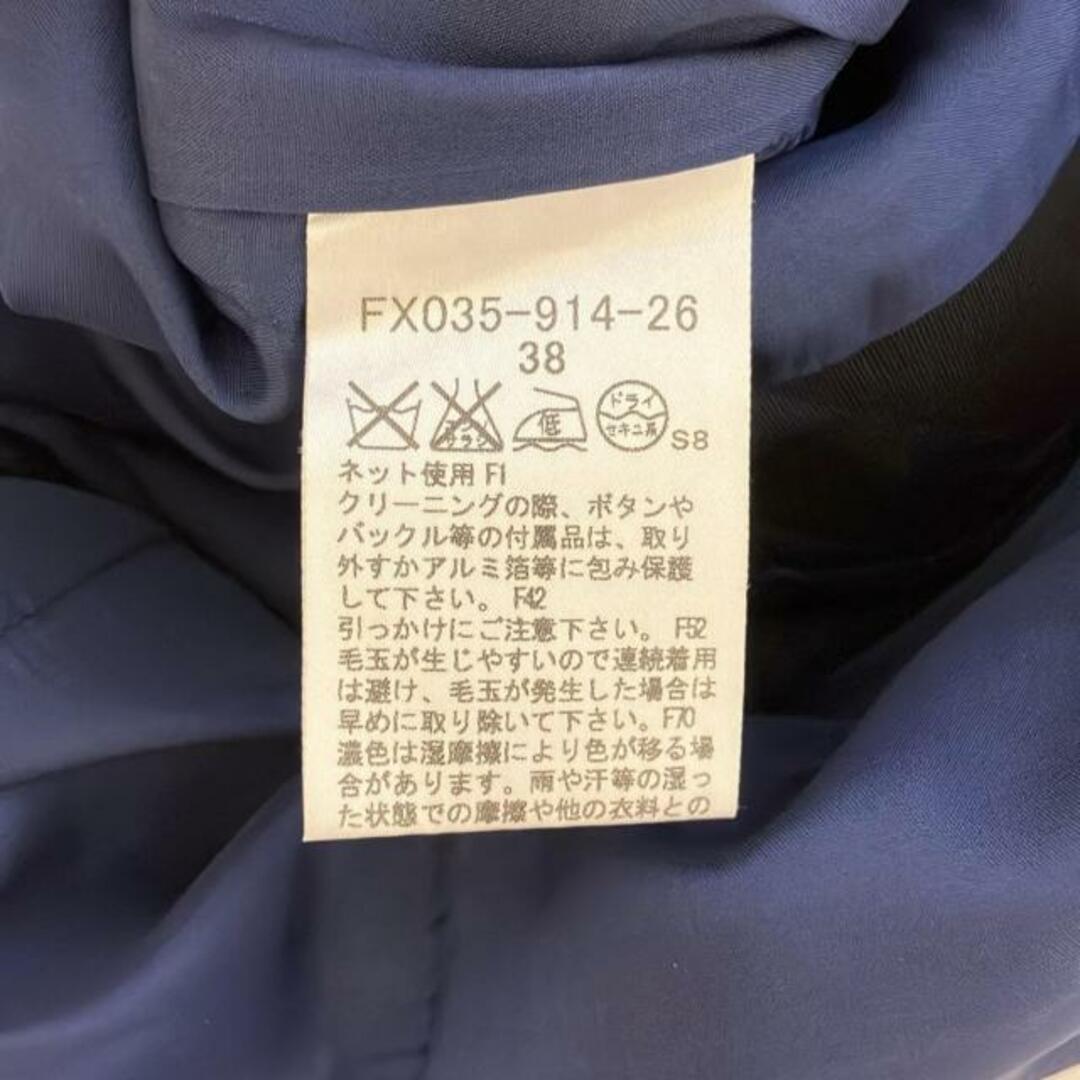 FX035-914-26
38
エンソ
サラシ
低
ドライ
セキユ系
S8
ネット使用 F1
クリーニングの際、ボタンや
バックル等の付属品は、取り
外すかアルミ箔等に包み保護
して下さい。 F42
引っかけにご注意下さい。 F52
毛玉が生じやすいので連続着用
は避け、毛玉が発生した場合は
早めに取り除いて下さい。F70
濃色は湿摩擦により色が移る場
合があります。雨や汗等の湿っ
た状態での摩擦や他の衣料との